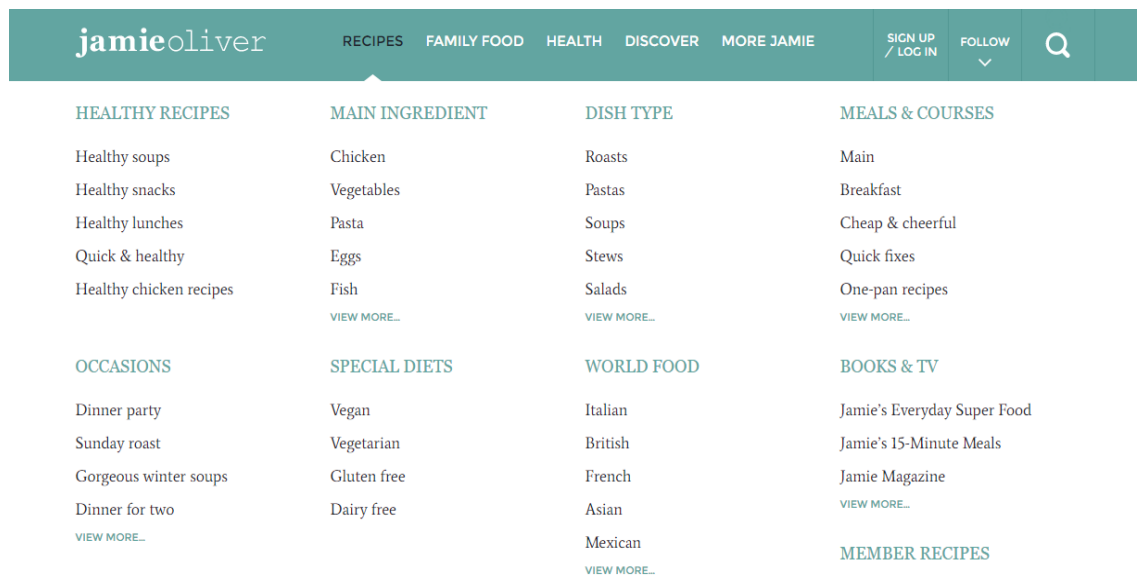 jamieoliver
RECIPES
FAMILY FOOD
HEALTH
DISCOVER
MORE JAMIE
SIGN UP
/ LOG IN
FOLLOW
HEALTHY RECIPES
Healthy soups
Healthy snacks
Healthy lunches
Quick & healthy
Healthy chicken recipes
MAIN INGREDIENT
Chicken
Vegetables
Pasta
Eggs
Fish
VIEW MORE...
DISH TYPE
Roasts
Pastas
Soups
Stews
Salads
VIEW MORE...
MEALS & COURSES
Main
Breakfast
Cheap & cheerful
Quick fixes
One-pan recipes
VIEW MORE...
OCCASIONS
Dinner party
Sunday roast
Gorgeous winter soups
Dinner for two
VIEW MORE...
SPECIAL DIETS
Vegan
Vegetarian
Gluten free
Dairy free
WORLD FOOD
Italian
British
French
Asian
Mexican
VIEW MORE...
BOOKS & TV
Jamie's Everyday Super Food
Jamie's 15-Minute Meals
Jamie Magazine
VIEW MORE...
MEMBER RECIPES